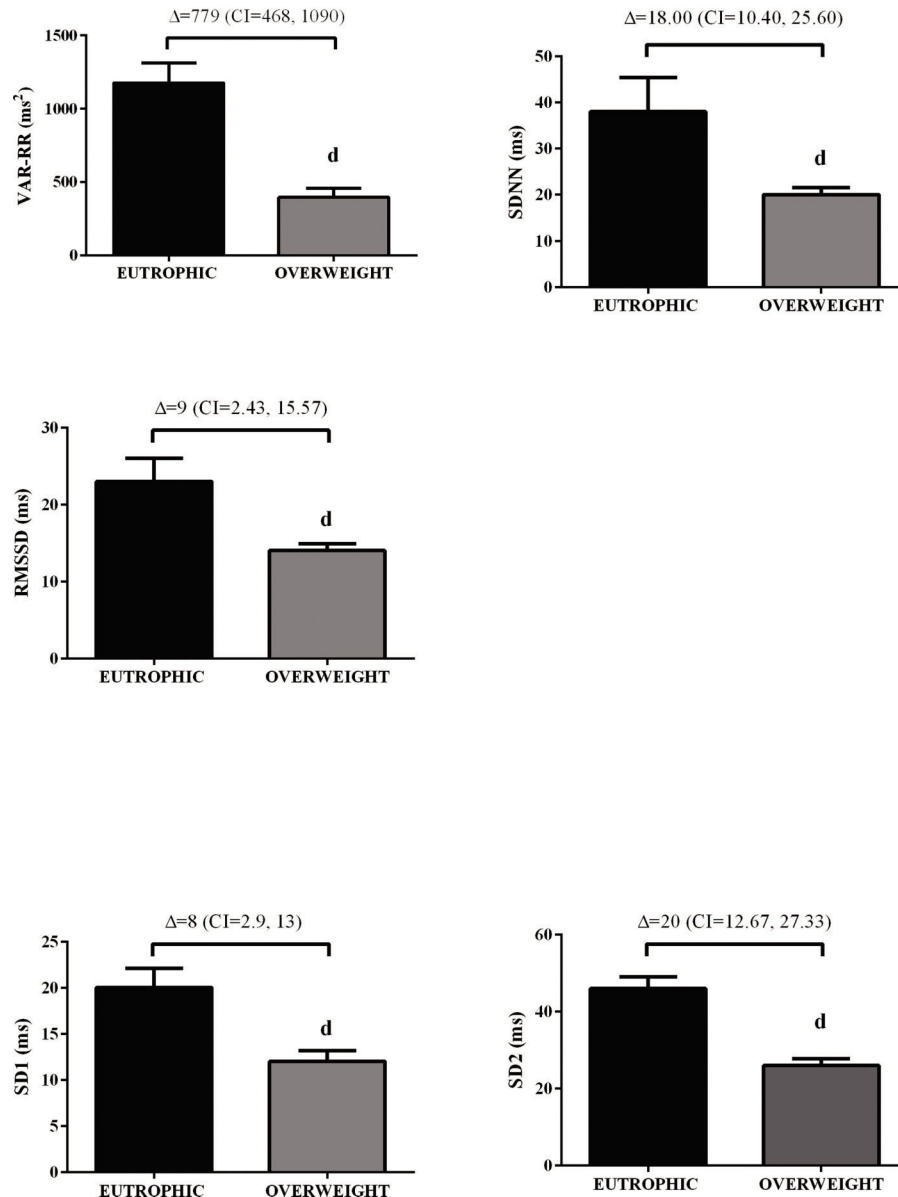 Δ=779 (CI=468, 1090)
1500
1000
500
0
VAR-RR (ms²)
d
EUTROPHIC OVERWEIGHT
Δ=18.00 (CI=10.40, 25.60)
50
40
30
20
10
0
SDNN (ms)
d
EUTROPHIC OVERWEIGHT
Δ=9 (CI=2.43, 15.57)
30
20
10
0
RMSSD (ms)
d
EUTROPHIC OVERWEIGHT
Δ=8 (CI=2.9, 13)
25
20
15
10
5
0
SD1 (ms)
d
EUTROPHIC OVERWEIGHT
Δ=20 (CI=12.67, 27.33)
60
40
20
0
SD2 (ms)
d
EUTROPHIC OVERWEIGHT